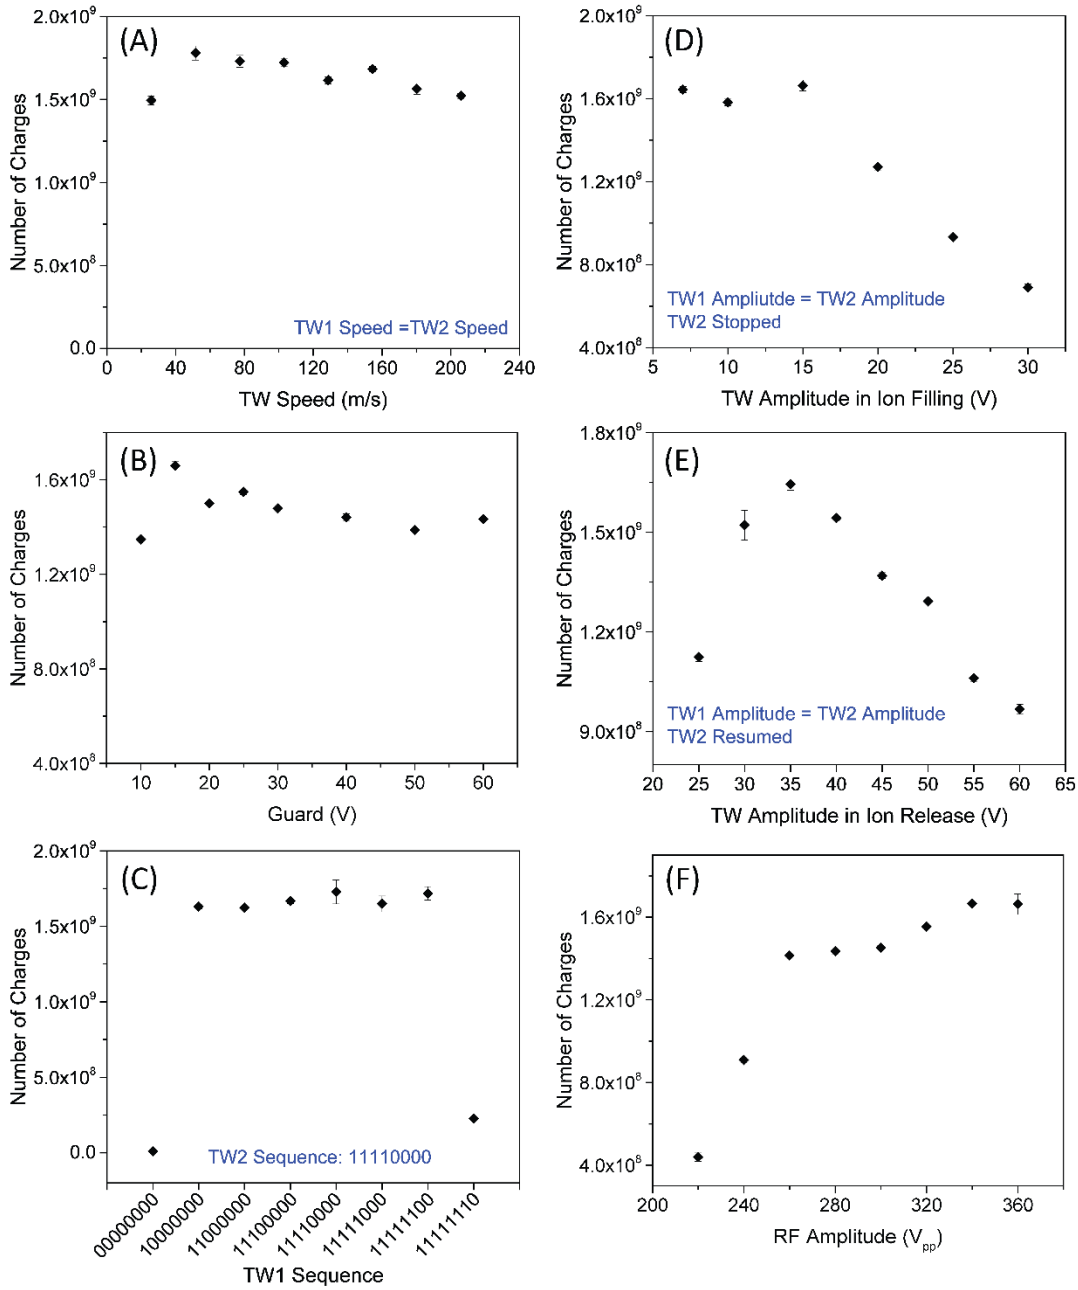 (A)
Number of Charges
2.0x10⁹
1.5x10⁹
1.0x10⁹
5.0x10⁸
0.0
TW1 Speed =TW2 Speed
0 40 80 120 160 200 240
TW Speed (m/s)
(D)
Number of Charges
2.0x10⁹
1.6x10⁹
1.2x10⁹
8.0x10⁸
4.0x10⁸
TW1 Ampliutde = TW2 Amplitude
TW2 Stopped
5 10 15 20 25 30
TW Amplitude in Ion Filling (V)
(B)
Number of Charges
1.6x10⁹
1.2x10⁹
8.0x10⁸
4.0x10⁸
10 20 30 40 50 60
Guard (V)
(E)
Number of Charges
1.8x10⁹
1.5x10⁹
1.2x10⁹
9.0x10⁸
TW1 Amplitude = TW2 Amplitude
TW2 Resumed
20 25 30 35 40 45 50 55 60 65
TW Amplitude in Ion Release (V)
(C)
Number of Charges
2.0x10⁹
1.5x10⁹
1.0x10⁹
5.0x10⁸
0.0
TW2 Sequence: 11110000
00000000
10000000
11000000
11100000
11110000
11111000
11111100
11111110
TW1 Sequence
(F)
Number of Charges
1.6x10⁹
1.2x10⁹
8.0x10⁸
4.0x10⁸
200 240 280 320 360
RF Amplitude (Vpp)